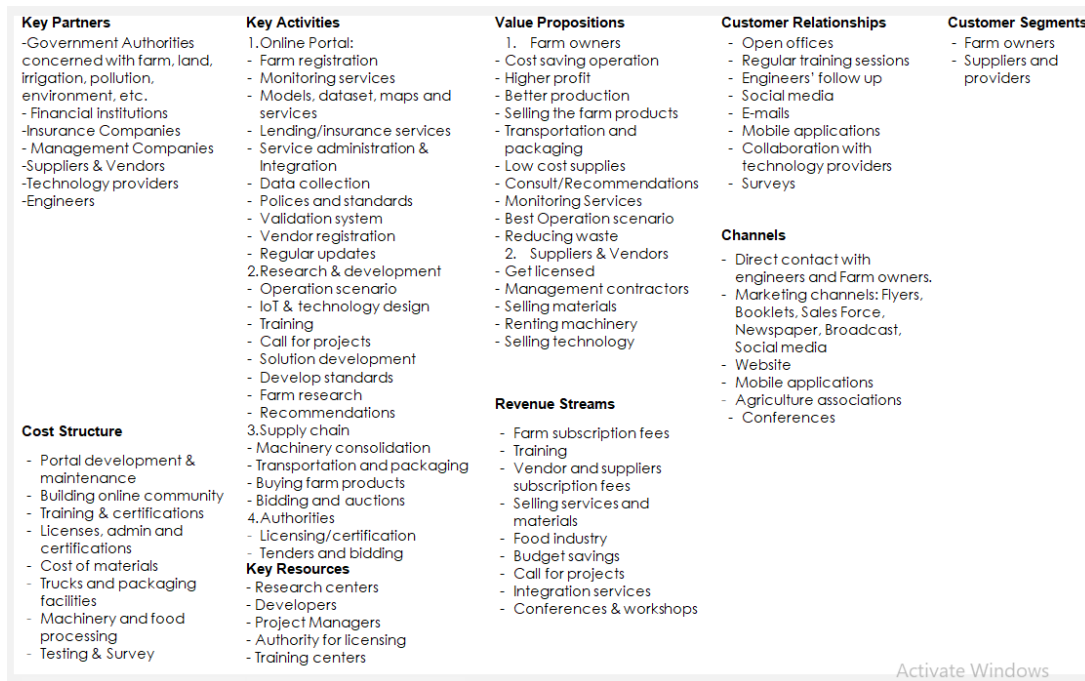 Key Partners
-Government Authorities
concerned with farm, land,
irrigation, pollution,
environment, etc.
- Financial institutions
-Insurance Companies
- Management Companies
-Suppliers & Vendors
-Technology providers
-Engineers
Cost Structure
- Portal development &
maintenance
- Building online community
- Training & certifications
- Licenses, admin and
certifications
- Cost of materials
- Trucks and packaging
facilities
- Machinery and food
processing
- Testing & Survey
Key Activities
1.Online Portal:
- Farm registration
- Monitoring services
- Models, dataset, maps and
services
- Lending/insurance services
- Service administration &
Integration
- Data collection
- Polices and standards
- Validation system
- Vendor registration
- Regular updates
2.Research & development
- Operation scenario
- IoT & technology design
- Training
- Call for projects
- Solution development
- Develop standards
- Farm research
- Recommendations
3.Supply chain
- Machinery consolidation
- Transportation and packaging
- Buying farm products
- Bidding and auctions
4.Authorities
- Licensing/certification
- Tenders and bidding
Key Resources
- Research centers
- Developers
- Project Managers
- Authority for licensing
- Training centers
Value Propositions
1. Farm owners
- Cost saving operation
- Higher profit
- Better production
- Selling the farm products
- Transportation and
packaging
- Low cost supplies
- Consult/Recommendations
- Monitoring Services
- Best Operation scenario
- Reducing waste
2. Suppliers & Vendors
- Get licensed
- Management contractors
- Selling materials
- Renting machinery
- Selling technology
Revenue Streams
- Farm subscription fees
- Training
- Vendor and suppliers
subscription fees
- Selling services and
materials
- Food industry
- Budget savings
- Call for projects
- Integration services
- Conferences & workshops
Customer Relationships
- Open offices
- Regular training sessions
- Engineers' follow up
- Social media
- E-mails
- Mobile applications
- Collaboration with
technology providers
- Surveys
Channels
- Direct contact with
engineers and Farm owners.
- Marketing channels: Flyers,
Booklets, Sales Force,
Newspaper, Broadcast,
Social media
- Website
- Mobile applications
- Agriculture associations
- Conferences
Customer Segments
- Farm owners
- Suppliers and
providers
Activate Windows